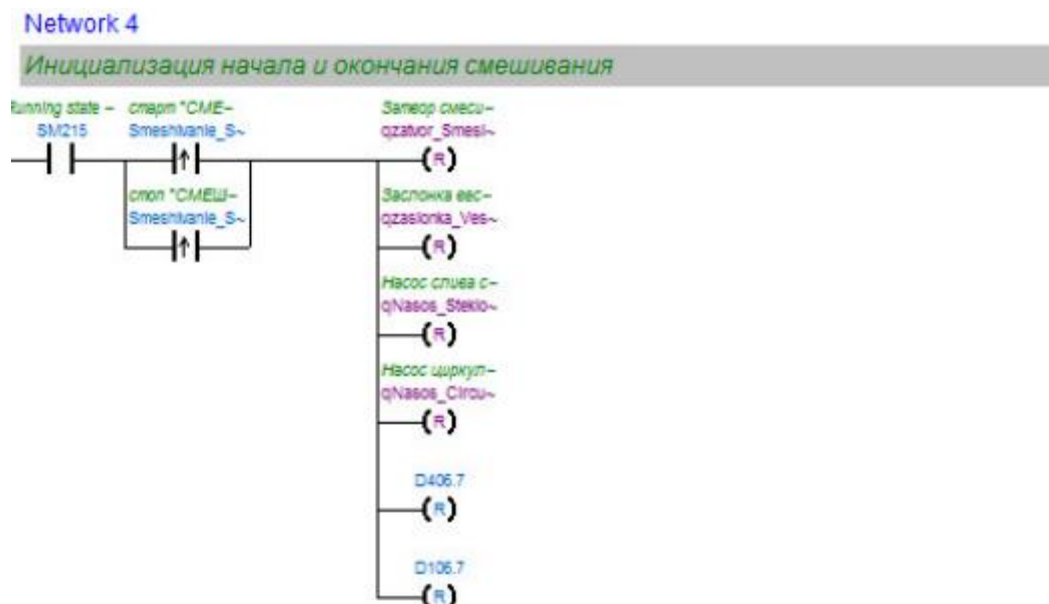 Network 4
Инициализация начала и окончания смешивания
Running state ~
старт "СМЕ~
Затвор смеси~
SM215
Smeshivanie_S~
qzatvor_Smesi~
R
стоп "СМЕШ~
Заслонка вес~
Smeshivanie_S~
qzaslonka_Ves~
R
Насос слива с~
qNasos_Steklo~
R
Насос циркул~
qNasos_Circu~
R
D406.7
R
D106.7
R